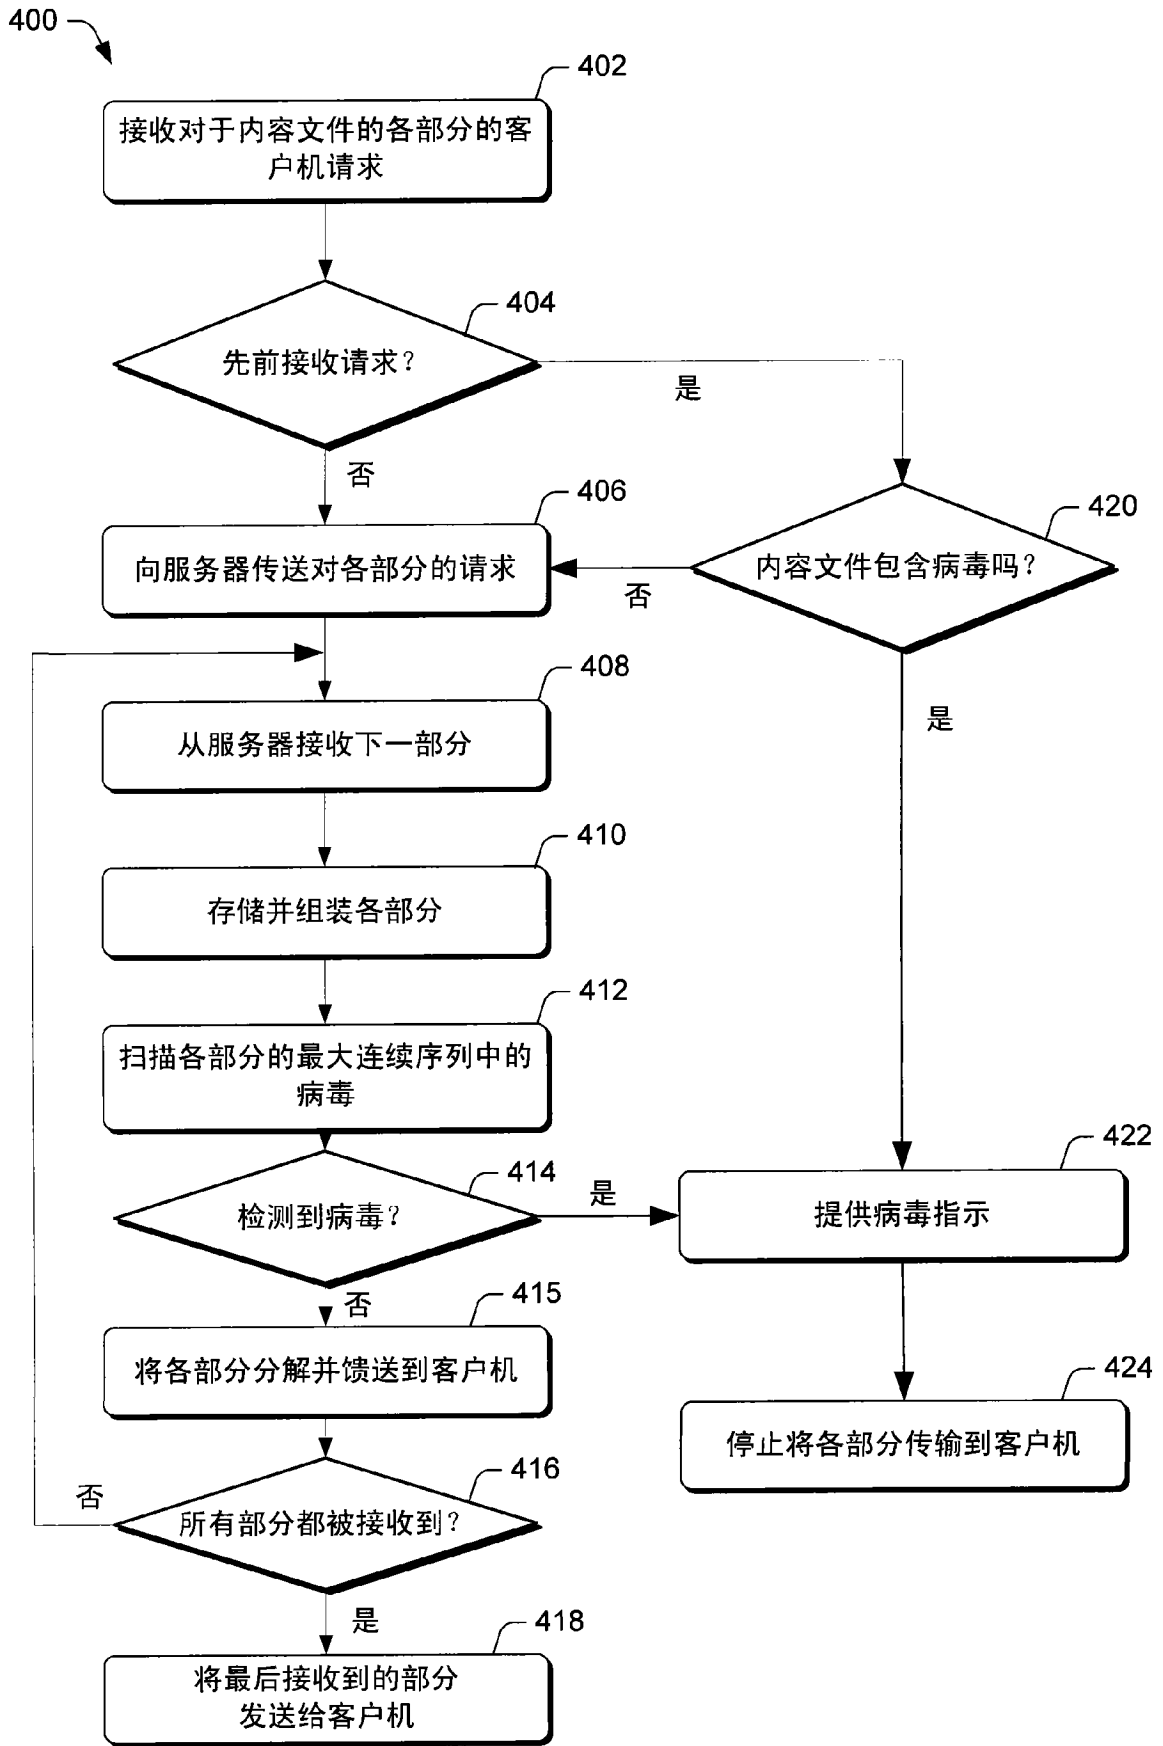 400
402
接收对于内容文件的各部分的客
户机请求
404
先前接收请求？
是
否
406
向服务器传送对各部分的请求
420
内容文件包含病毒吗？
否
是
408
从服务器接收下一部分
410
存储并组装各部分
412
扫描各部分的最大连续序列中的
病毒
414
检测到病毒？
是
422
提供病毒指示
否
415
将各部分分解并馈送到客户机
424
停止将各部分传输到客户机
416
所有部分都被接收到？
否
是
418
将最后接收到的部分
发送给客户机